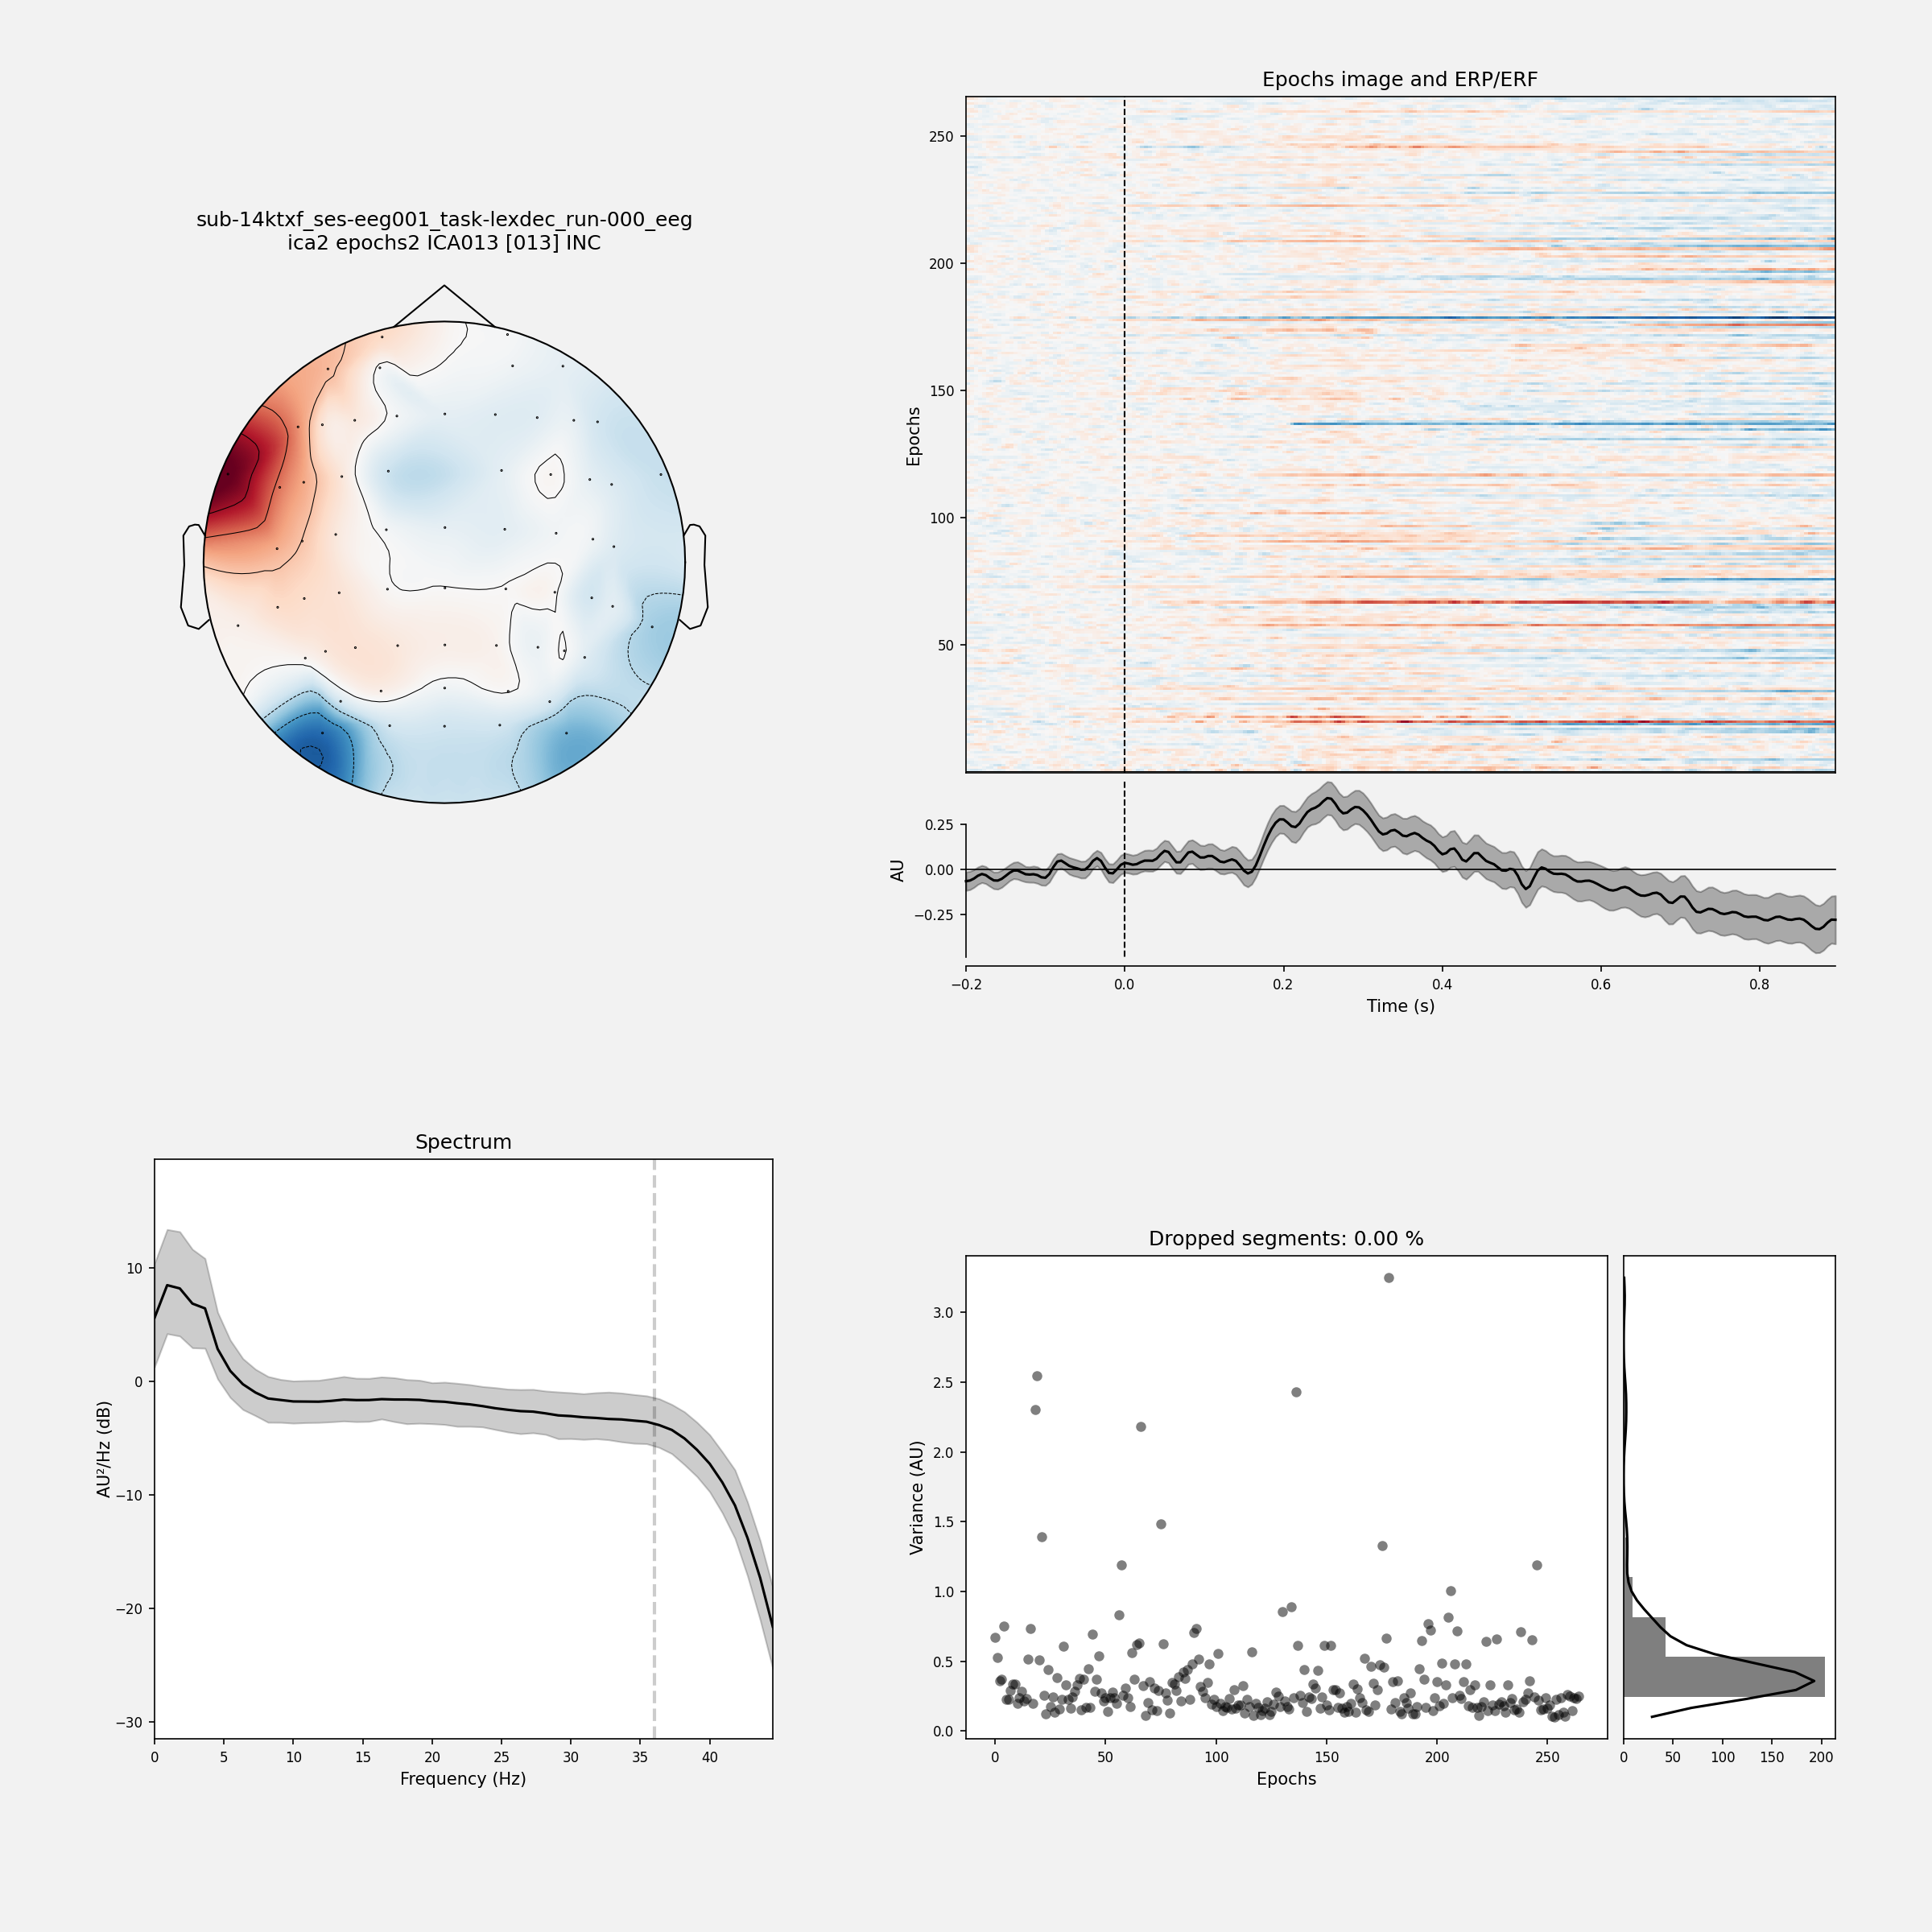 sub-14ktxf_ses-eeg001_task-lexdec_run-000_eeg
ica2 epochs2 ICA013 [013] INC
Epochs image and ERP/ERF
250
200
150
100
50
Epochs
0.25
0.00
−0.25
AU
−0.2 0.0 0.2 0.4 0.6 0.8
Time (s)
Spectrum
10
0
−10
−20
−30
AU²/Hz (dB)
0 5 10 15 20 25 30 35 40
Frequency (Hz)
Dropped segments: 0.00 %
3.0
2.5
2.0
1.5
1.0
0.5
0.0
Variance (AU)
0 50 100 150 200 250
Epochs
0 50 100 150 200